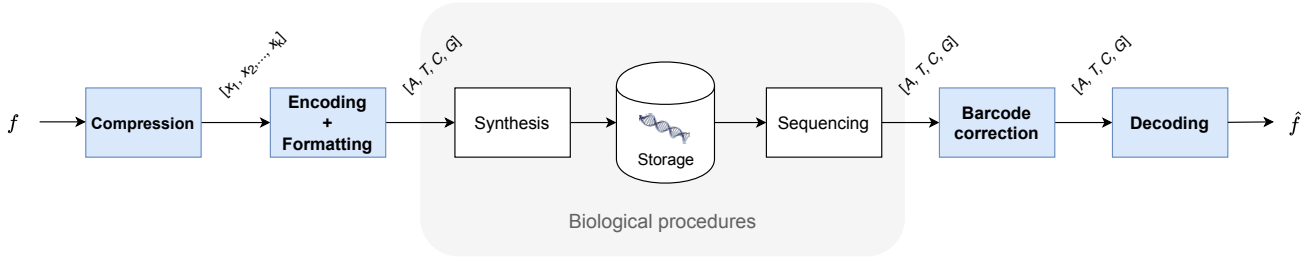 f
Compression
[x₁, x₂,..., xₖ]
Encoding
+
Formatting
[A, T, C, G]
Synthesis
Storage
Sequencing
[A, T, C, G]
Barcode
correction
[A, T, C, G]
Decoding
f̂
Biological procedures